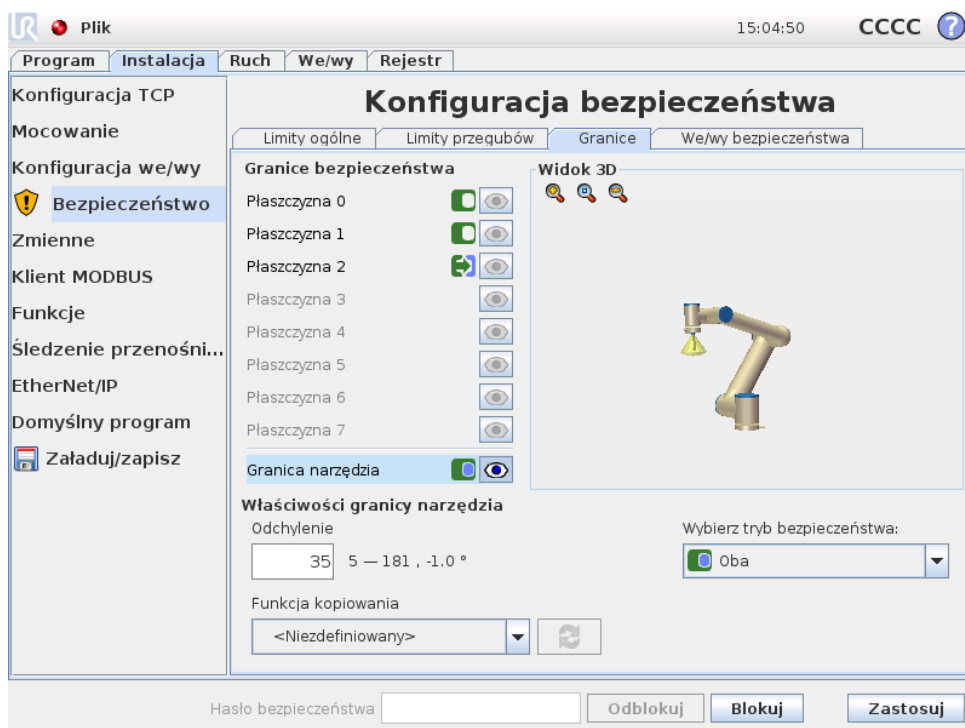 UR Plik 15:04:50 CCCC ?
Program Instalacja Ruch We/wy Rejestr
Konfiguracja TCP
Mocowanie
Konfiguracja we/wy
Bezpieczeństwo
Zmienne
Klient MODBUS
Funkcje
Śledzenie przenośni...
EtherNet/IP
Domyślny program
Załaduj/zapisz
Konfiguracja bezpieczeństwa
Limity ogólne Limity przegubów Granice We/wy bezpieczeństwa
Granice bezpieczeństwa
Płaszczyzna 0
Płaszczyzna 1
Płaszczyzna 2
Płaszczyzna 3
Płaszczyzna 4
Płaszczyzna 5
Płaszczyzna 6
Płaszczyzna 7
Granica narzędzia
Widok 3D
Właściwości granicy narzędzia
Odchylenie
35 5 — 181 , -1.0 °
Wybierz tryb bezpieczeństwa:
Oba
Funkcja kopiowania
<Niezdefiniowany>
Hasło bezpieczeństwa Odblokuj Blokuj Zastosuj